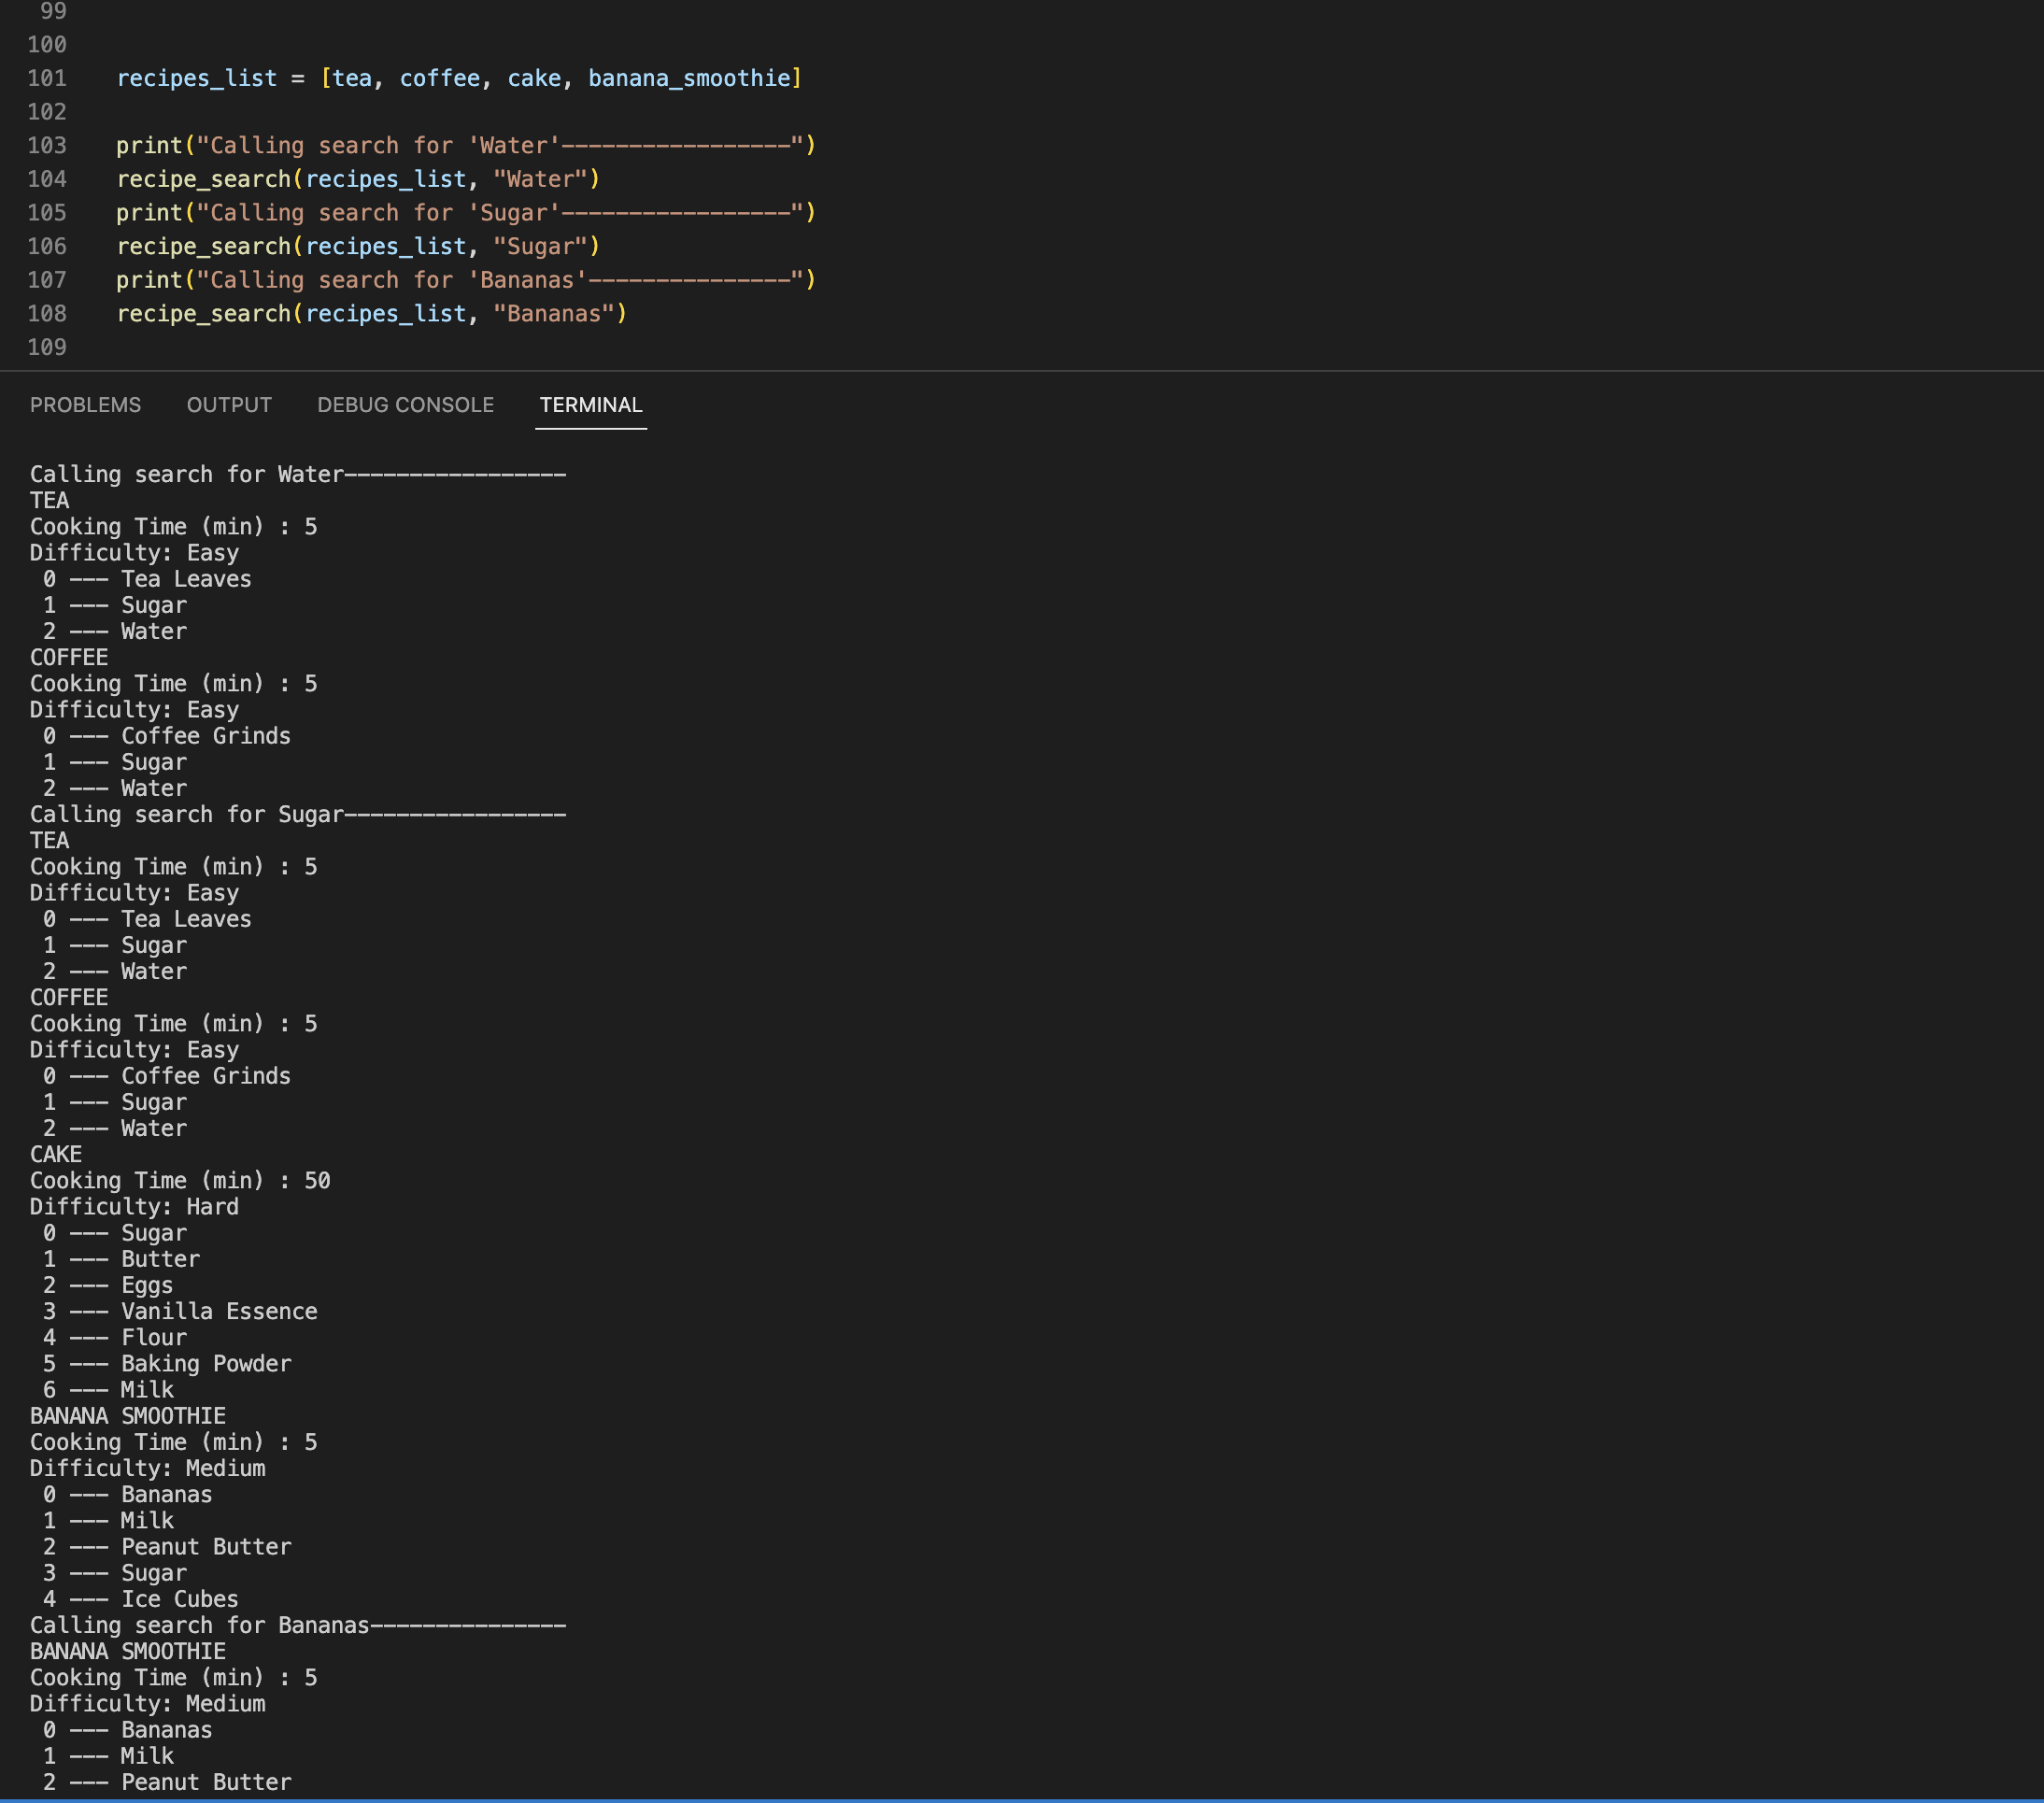 99
100
101 recipes_list = [tea, coffee, cake, banana_smoothie]
102
103 print("Calling search for 'Water'-----------------")
104 recipe_search(recipes_list, "Water")
105 print("Calling search for 'Sugar'-----------------")
106 recipe_search(recipes_list, "Sugar")
107 print("Calling search for 'Bananas'---------------")
108 recipe_search(recipes_list, "Bananas")
109
PROBLEMS OUTPUT DEBUG CONSOLE TERMINAL
Calling search for Water-----------------
TEA
Cooking Time (min) : 5
Difficulty: Easy
 0 --- Tea Leaves
 1 --- Sugar
 2 --- Water
COFFEE
Cooking Time (min) : 5
Difficulty: Easy
 0 --- Coffee Grinds
 1 --- Sugar
 2 --- Water
Calling search for Sugar-----------------
TEA
Cooking Time (min) : 5
Difficulty: Easy
 0 --- Tea Leaves
 1 --- Sugar
 2 --- Water
COFFEE
Cooking Time (min) : 5
Difficulty: Easy
 0 --- Coffee Grinds
 1 --- Sugar
 2 --- Water
CAKE
Cooking Time (min) : 50
Difficulty: Hard
 0 --- Sugar
 1 --- Butter
 2 --- Eggs
 3 --- Vanilla Essence
 4 --- Flour
 5 --- Baking Powder
 6 --- Milk
BANANA SMOOTHIE
Cooking Time (min) : 5
Difficulty: Medium
 0 --- Bananas
 1 --- Milk
 2 --- Peanut Butter
 3 --- Sugar
 4 --- Ice Cubes
Calling search for Bananas---------------
BANANA SMOOTHIE
Cooking Time (min) : 5
Difficulty: Medium
 0 --- Bananas
 1 --- Milk
 2 --- Peanut Butter